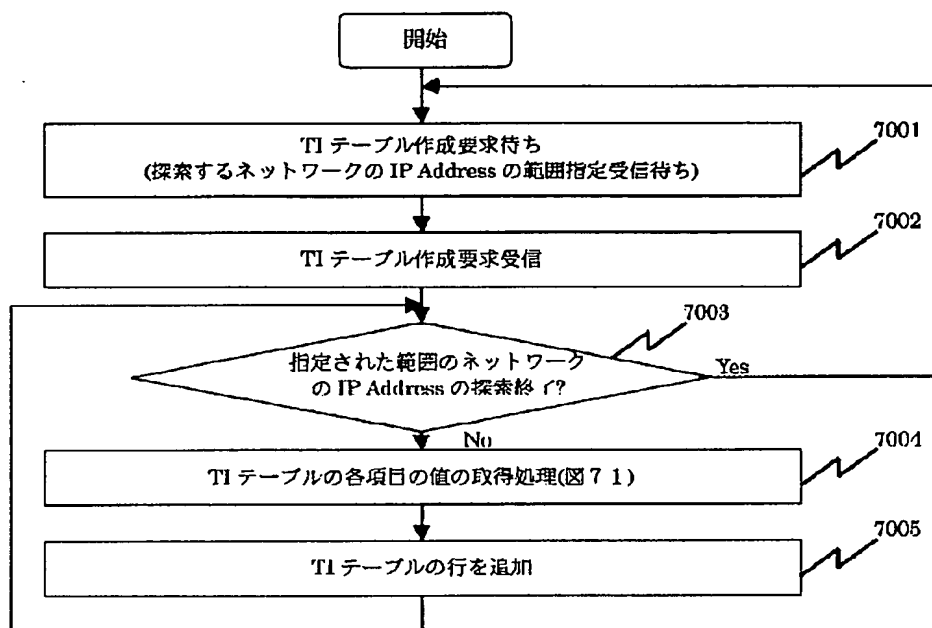 開始
TI テーブル作成要求待ち
(探索するネットワークの IP Address の範囲指定受信待ち)
7001
TI テーブル作成要求受信
7002
7003
指定された範囲のネットワーク
の IP Address の探索終了?
Yes
No
TI テーブルの各項目の値の取得処理(図７１)
7004
TI テーブルの行を追加
7005